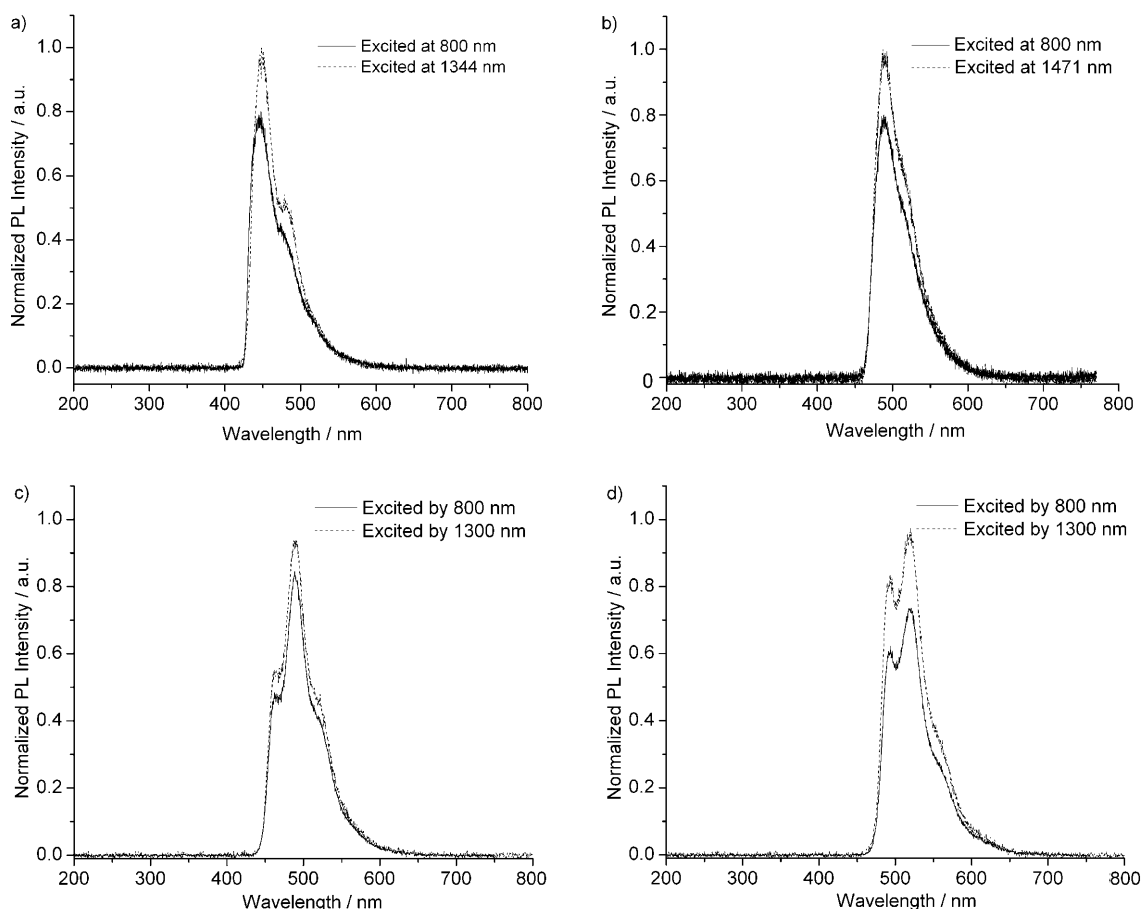 a)
Excited at 800 nm
Excited at 1344 nm
Normalized PL Intensity / a.u.
1.0
0.8
0.6
0.4
0.2
0.0
200 300 400 500 600 700 800
Wavelength / nm
b)
Excited at 800 nm
Excited at 1471 nm
Normalized PL Intensity / a.u.
1.0
0.8
0.6
0.4
0.2
0
200 300 400 500 600 700 800
Wavelength / nm
c)
Excited by 800 nm
Excited by 1300 nm
Normalized PL Intensity / a.u.
1.0
0.8
0.6
0.4
0.2
0.0
200 300 400 500 600 700 800
Wavelength / nm
d)
Excited by 800 nm
Excited by 1300 nm
Normalized PL Intensity / a.u.
1.0
0.8
0.6
0.4
0.2
0.0
200 300 400 500 600 700 800
Wavelength / nm